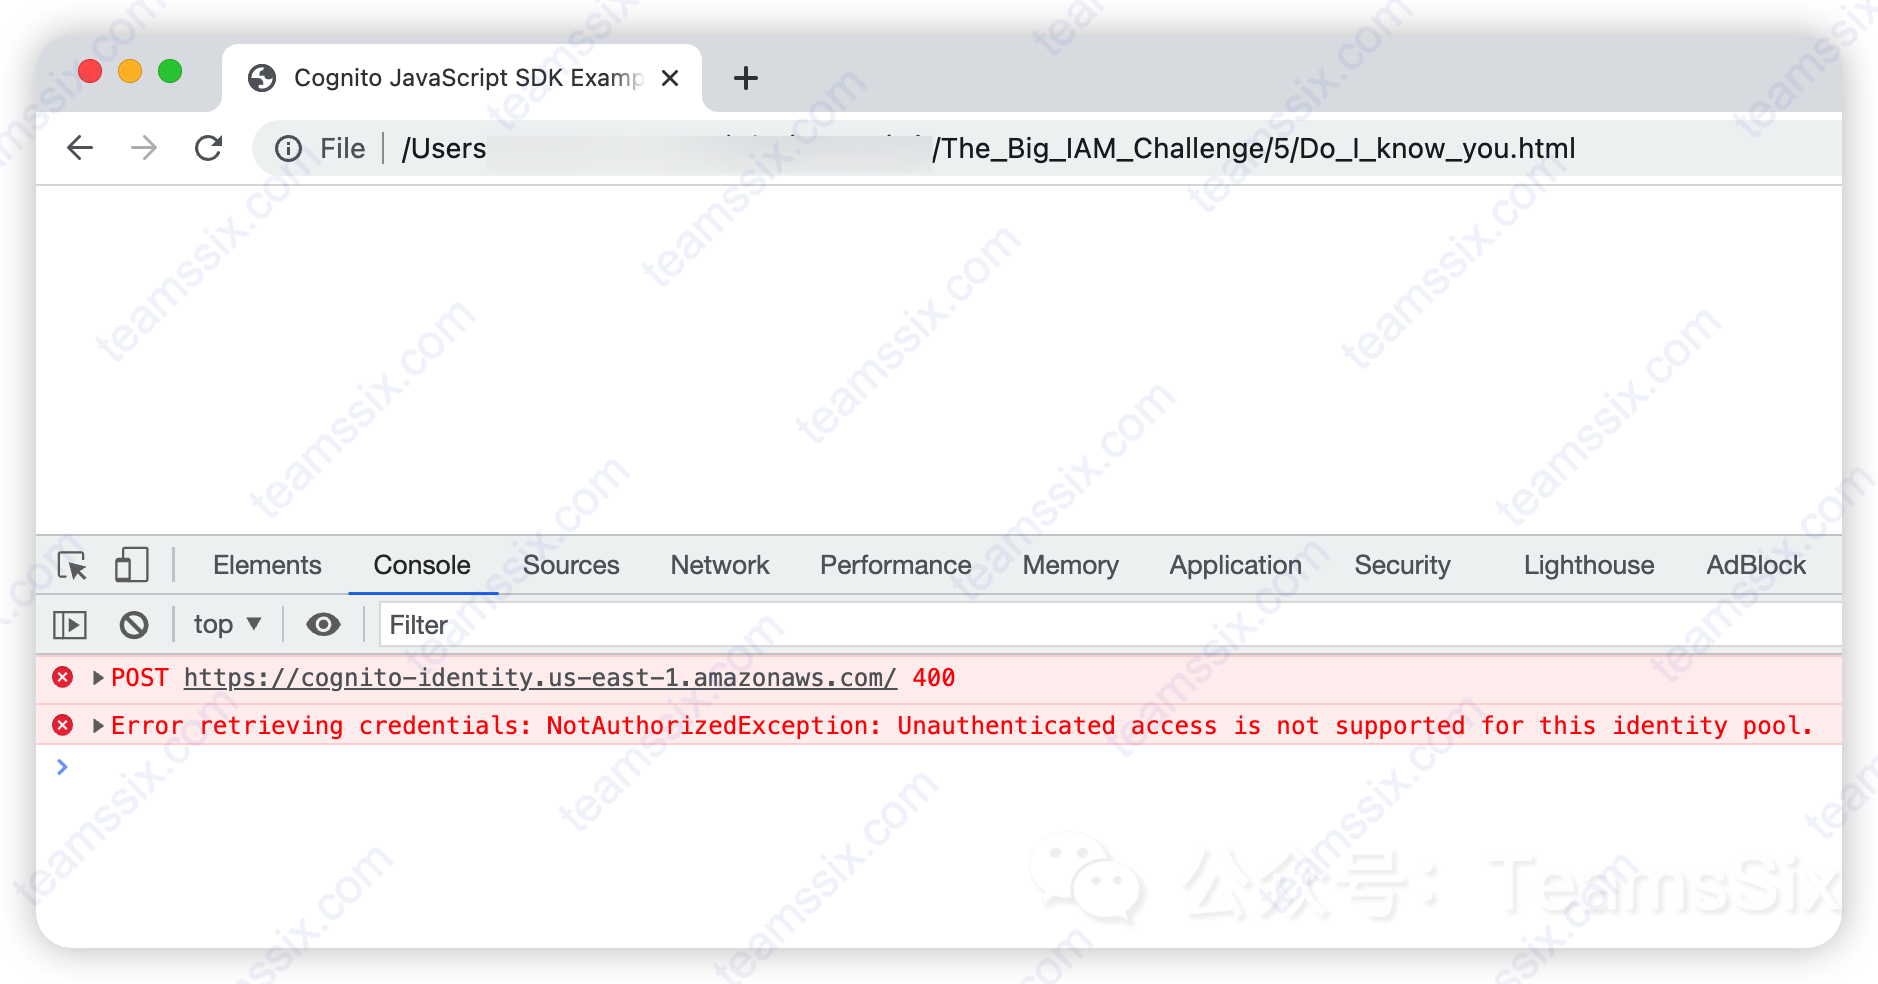 Cognito JavaScript SDK Examp
File
/Users
/The_Big_IAM_Challenge/5/Do_I_know_you.html
Elements
Console
Sources
Network
Performance
Memory
Application
Security
Lighthouse
AdBlock
top
Filter
POST https://cognito-identity.us-east-1.amazonaws.com/ 400
Error retrieving credentials: NotAuthorizedException: Unauthenticated access is not supported for this identity pool.
公众号: TeamsSix
teamssix.com